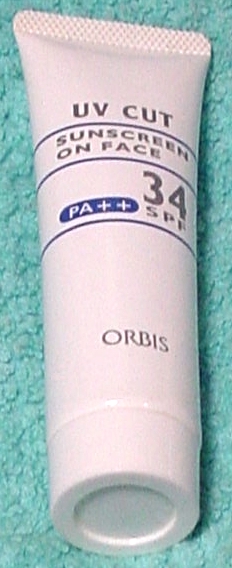 UV CUT
SUNSCREEN
ON FACE
34
PA++ SPF
ORBIS